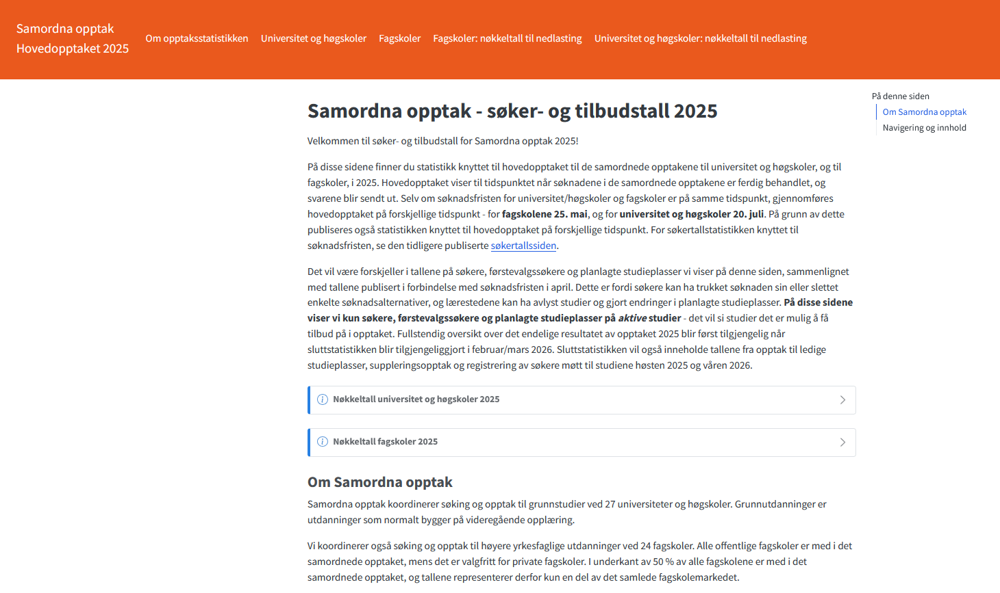 Samordna opptak
Hovedopptaket 2025
Om opptaksstatistikken
Universitet og høgskoler
Fagskoler
Fagskoler: nøkkeltall til nedlasting
Universitet og høgskoler: nøkkeltall til nedlasting
Samordna opptak - søker- og tilbudstall 2025
Velkommen til søker- og tilbudstall for Samordna opptak 2025!
På disse sidene finner du statistikk knyttet til hovedopptaket til de samordnede opptakene til universitet og høgskoler, og til
fagskoler, i 2025. Hovedopptaket viser til tidspunktet når søknadene i de samordnede opptakene er ferdig behandlet, og
svarene blir sendt ut. Selv om søknadsfristen for universitet/høgskoler og fagskoler er på samme tidspunkt, gjennomføres
hovedopptaket på forskjellige tidspunkt - for fagskolene 25. mai, og for universitet og høgskoler 20. juli. På grunn av dette
publiseres også statistikken knyttet til hovedopptaket på forskjellige tidspunkt. For søkertallstatistikken knyttet til
søknadsfristen, se den tidligere publiserte søkertallssiden.
Det vil være forskjeller i tallene på søkere, førstevalgssøkere og planlagte studieplasser vi viser på denne siden, sammenlignet
med tallene publisert i forbindelse med søknadsfristen i april. Dette er fordi søkere kan ha trukket søknaden sin eller slettet
enkelte søknadsalternativer, og lærestedene kan ha avlyst studier og gjort endringer i planlagte studieplasser. På disse sidene
viser vi kun søkere, førstevalgssøkere og planlagte studieplasser på aktive studier - det vil si studier det er mulig å få
tilbud på i opptaket. Fullstendig oversikt over det endelige resultatet av opptaket 2025 blir først tilgjengelig når
sluttstatistikken blir tilgjengeliggjort i februar/mars 2026. Sluttstatistikken vil også inneholde tallene fra opptak til ledige
studieplasser, suppleringsopptak og registrering av søkere møtt til studiene høsten 2025 og våren 2026.
Nøkkeltall universitet og høgskoler 2025
Nøkkeltall fagskoler 2025
Om Samordna opptak
Samordna opptak koordinerer søking og opptak til grunnstudier ved 27 universiteter og høgskoler. Grunnutdanninger er
utdanninger som normalt bygger på videregående opplæring.
Vi koordinerer også søking og opptak til høyere yrkesfaglige utdanninger ved 24 fagskoler. Alle offentlige fagskoler er med i det
samordnede opptaket, mens det er valgfritt for private fagskoler. I underkant av 50 % av alle fagskolene er med i det
samordnede opptaket, og tallene representerer derfor kun en del av det samlede fagskolemarkedet.
På denne siden
Om Samordna opptak
Navigering og innhold